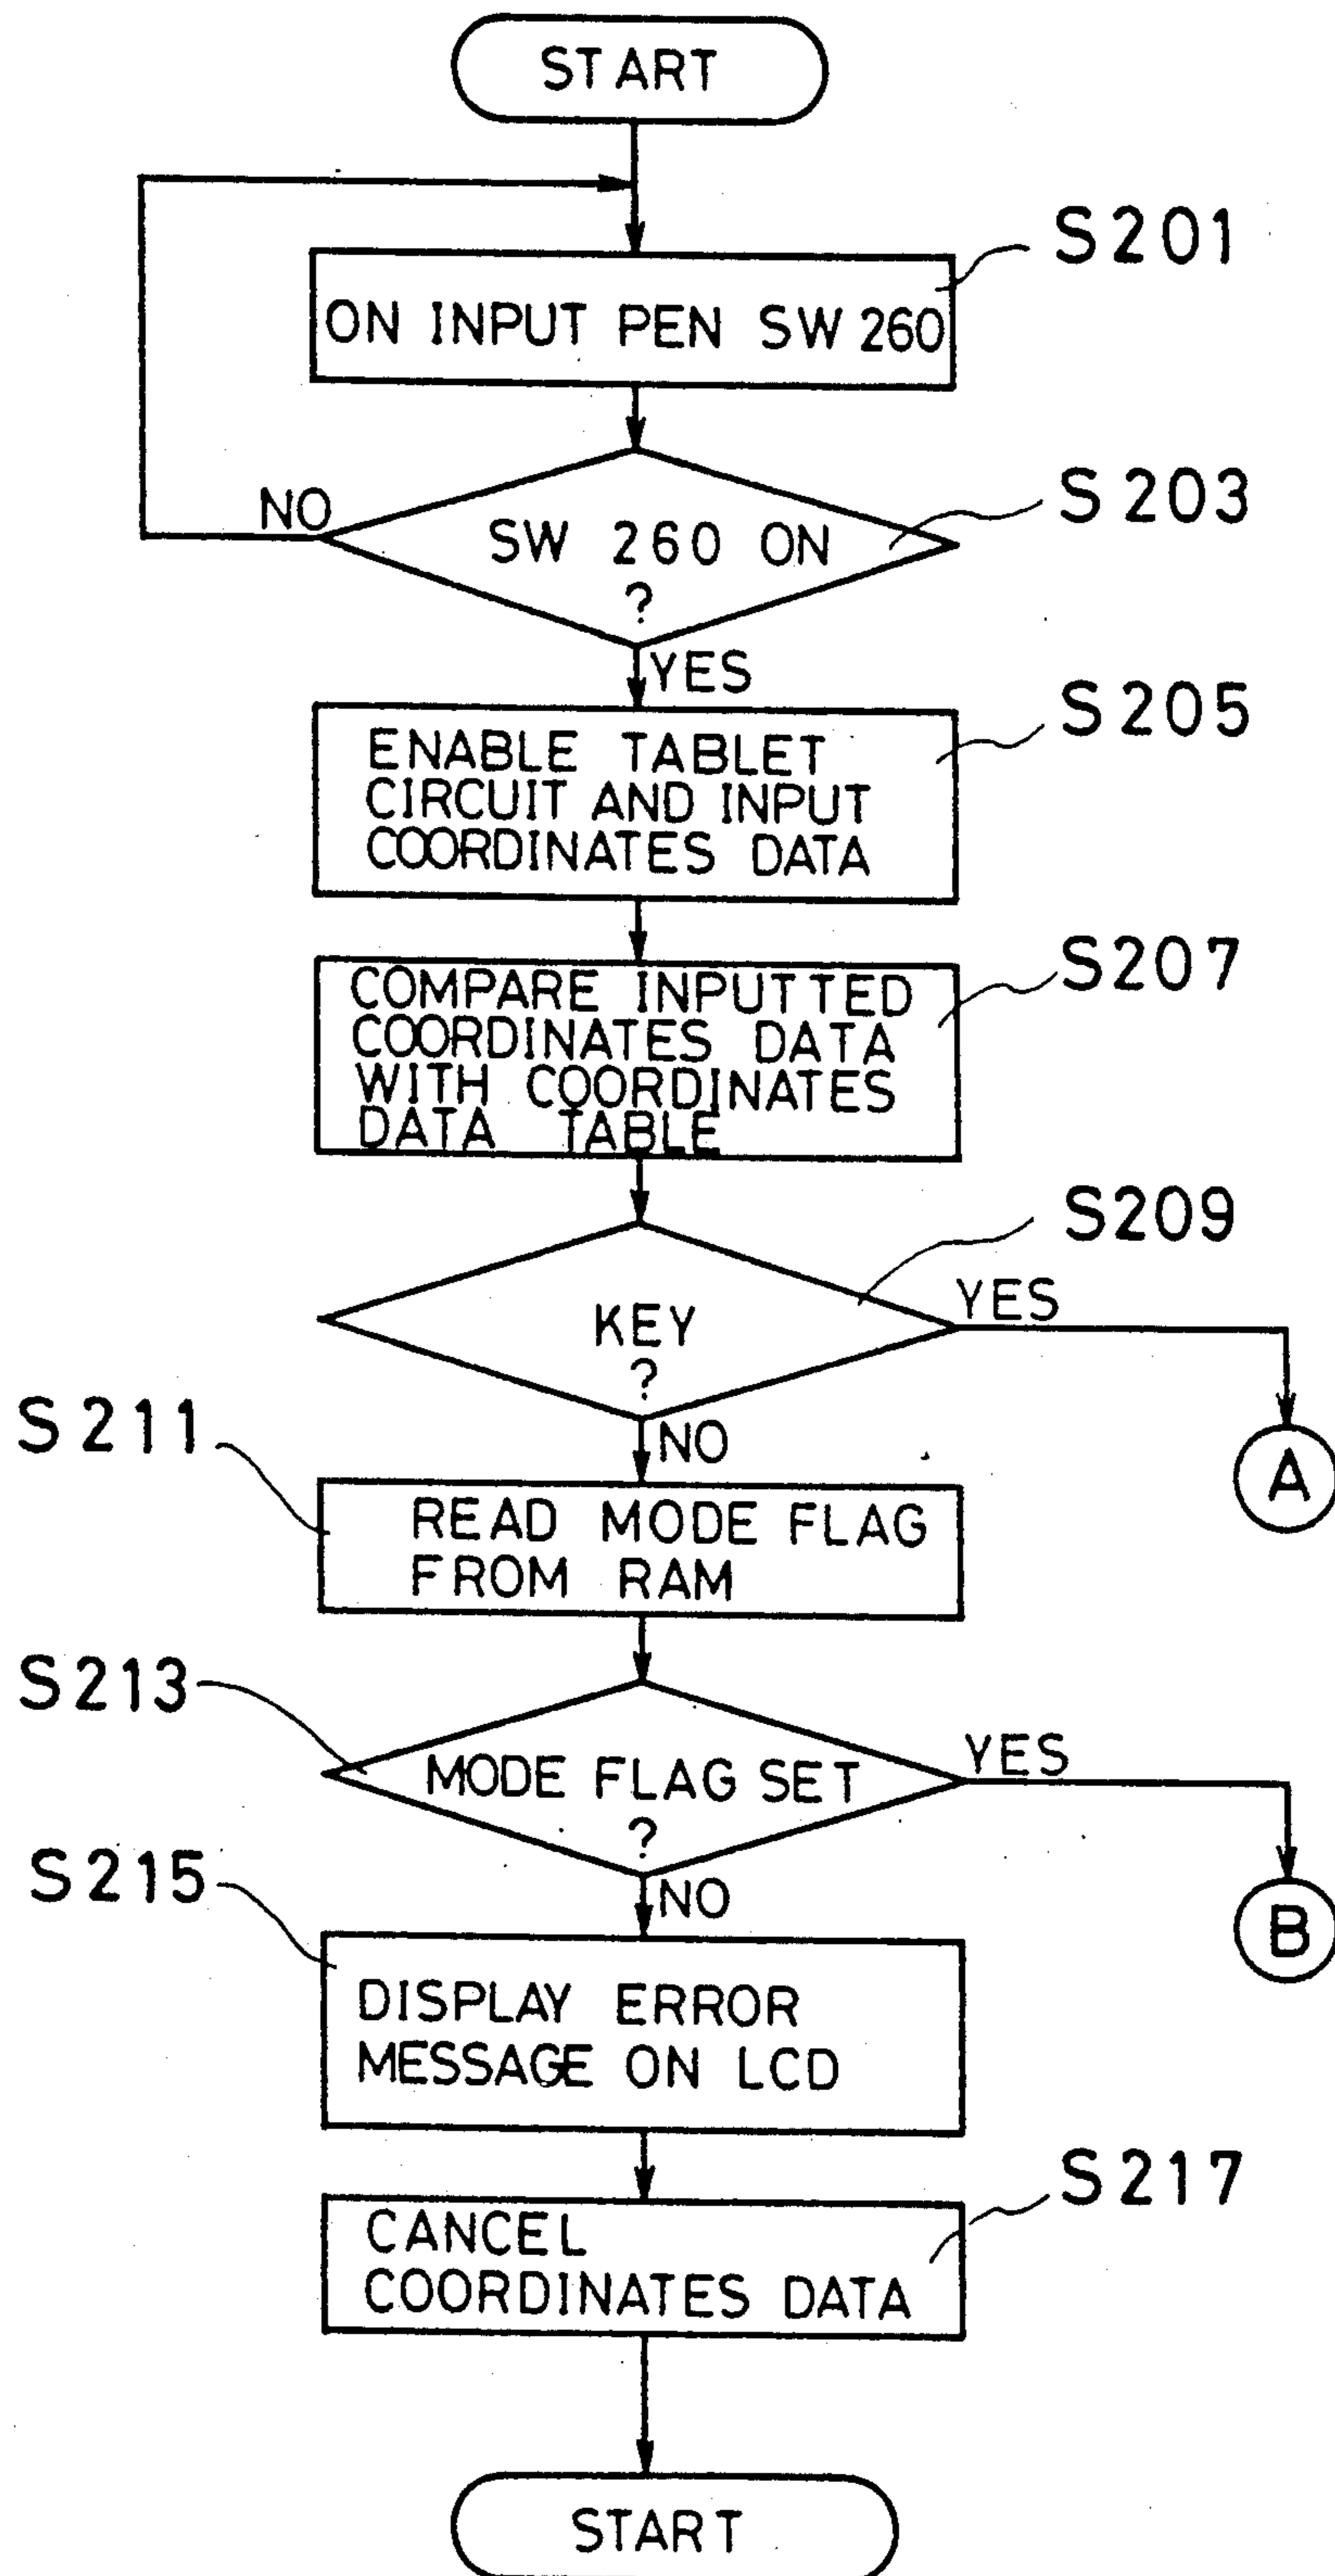 START
S201
ON INPUT PEN SW 260
S203
NO
SW 260 ON
?
YES
S205
ENABLE TABLET
CIRCUIT AND INPUT
COORDINATES DATA
S207
COMPARE INPUTTED
COORDINATES DATA
WITH COORDINATES
DATA TABLE
S209
YES
KEY
?
NO
A
S211
READ MODE FLAG
FROM RAM
S213
YES
MODE FLAG SET
?
NO
B
S215
DISPLAY ERROR
MESSAGE ON LCD
S217
CANCEL
COORDINATES DATA
START